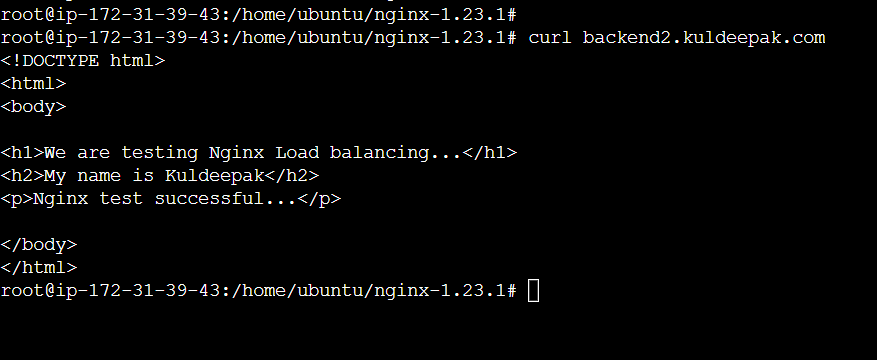 root@ip-172-31-39-43:/home/ubuntu/nginx-1.23.1#
root@ip-172-31-39-43:/home/ubuntu/nginx-1.23.1# curl backend2.kuldeepak.com
<!DOCTYPE html>
<html>
<body>
<h1>We are testing Nginx Load balancing...</h1>
<h2>My name is Kuldeepak</h2>
<p>Nginx test successful...</p>
</body>
</html>
root@ip-172-31-39-43:/home/ubuntu/nginx-1.23.1#